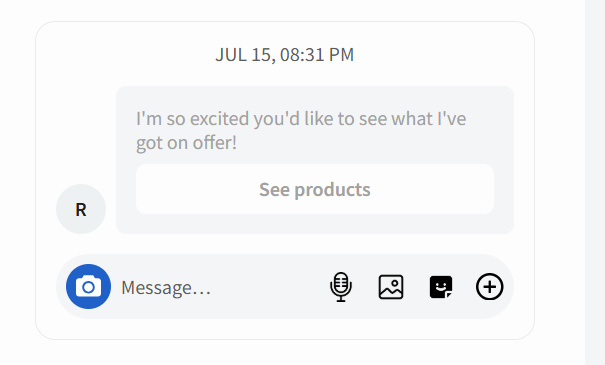 JUL 15, 08:31 PM
I'm so excited you'd like to see what I've
got on offer!
See products
R
Message...